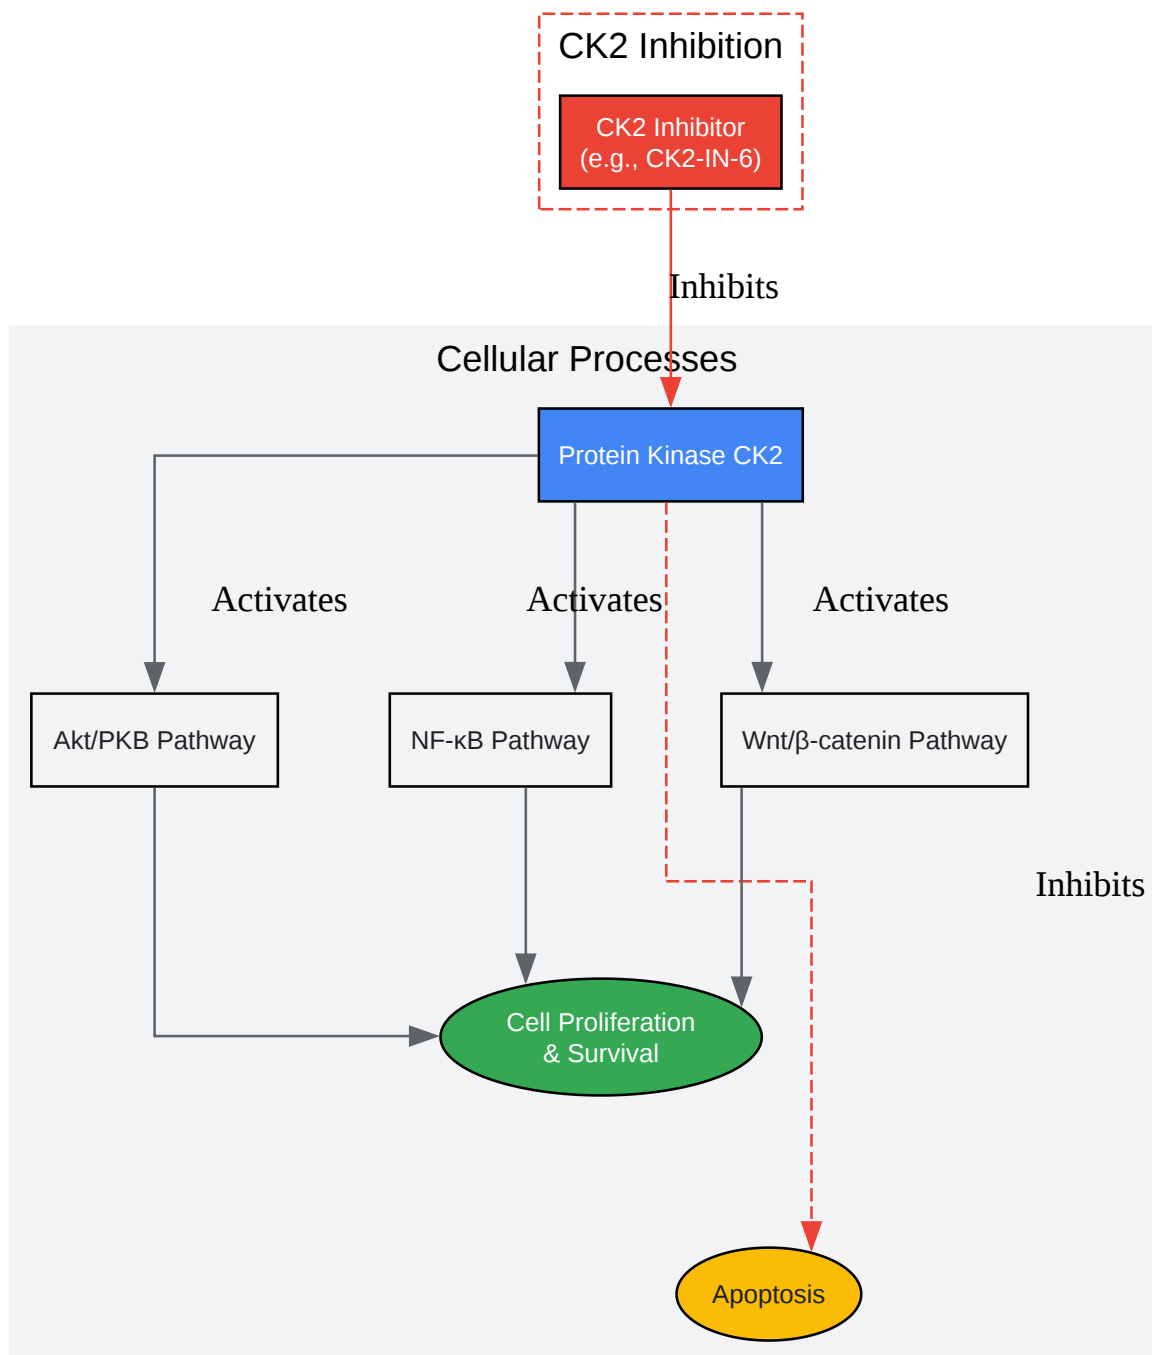 CK2 Inhibition
CK2 Inhibitor
(e.g., CK2-IN-6)
Inhibits
Cellular Processes
Protein Kinase CK2
Activates
Activates
Activates
Akt/PKB Pathway
NF-κB Pathway
Wnt/β-catenin Pathway
Inhibits
Cell Proliferation
& Survival
Apoptosis